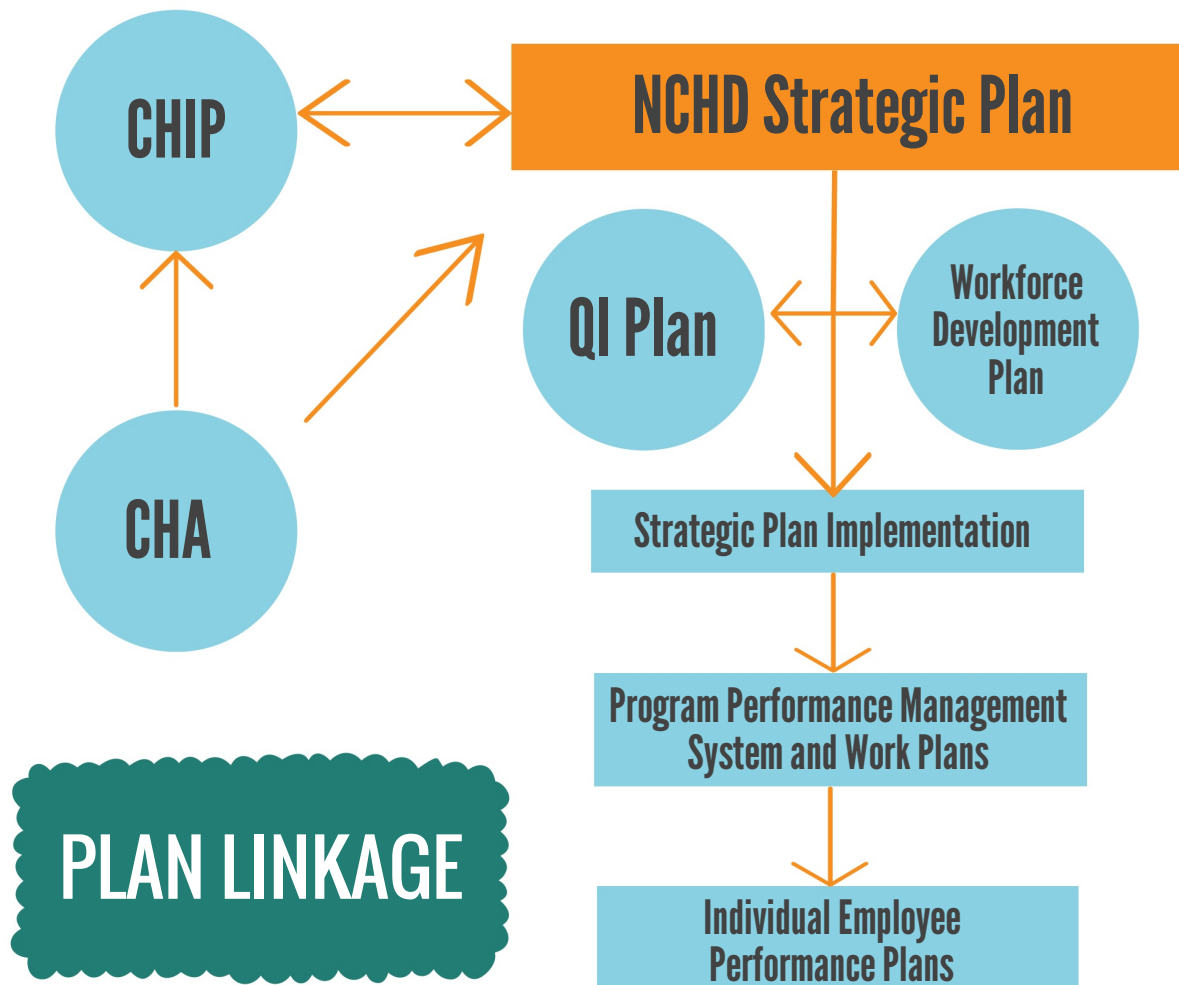 CHIP
NCHD Strategic Plan
QI Plan
Workforce
Development
Plan
CHA
Strategic Plan Implementation
Program Performance Management
System and Work Plans
PLAN LINKAGE
Individual Employee
Performance Plans